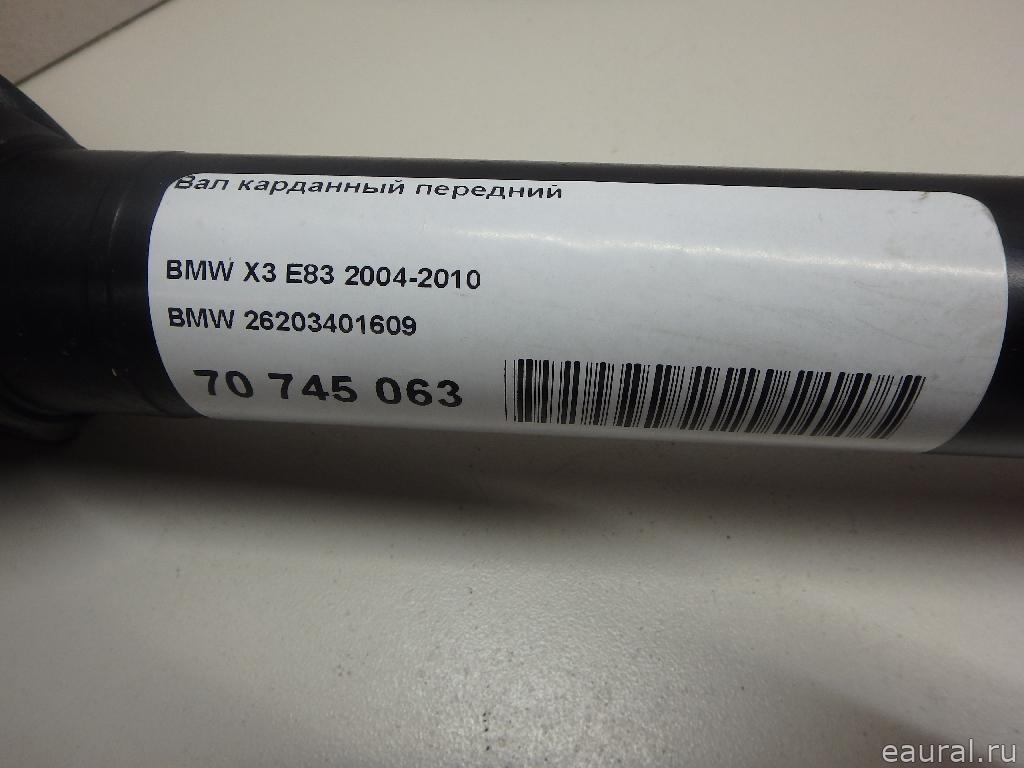 Вал карданный передний
BMW X3 E83 2004-2010
BMW 26203401609
70 745 063
eaural.ru